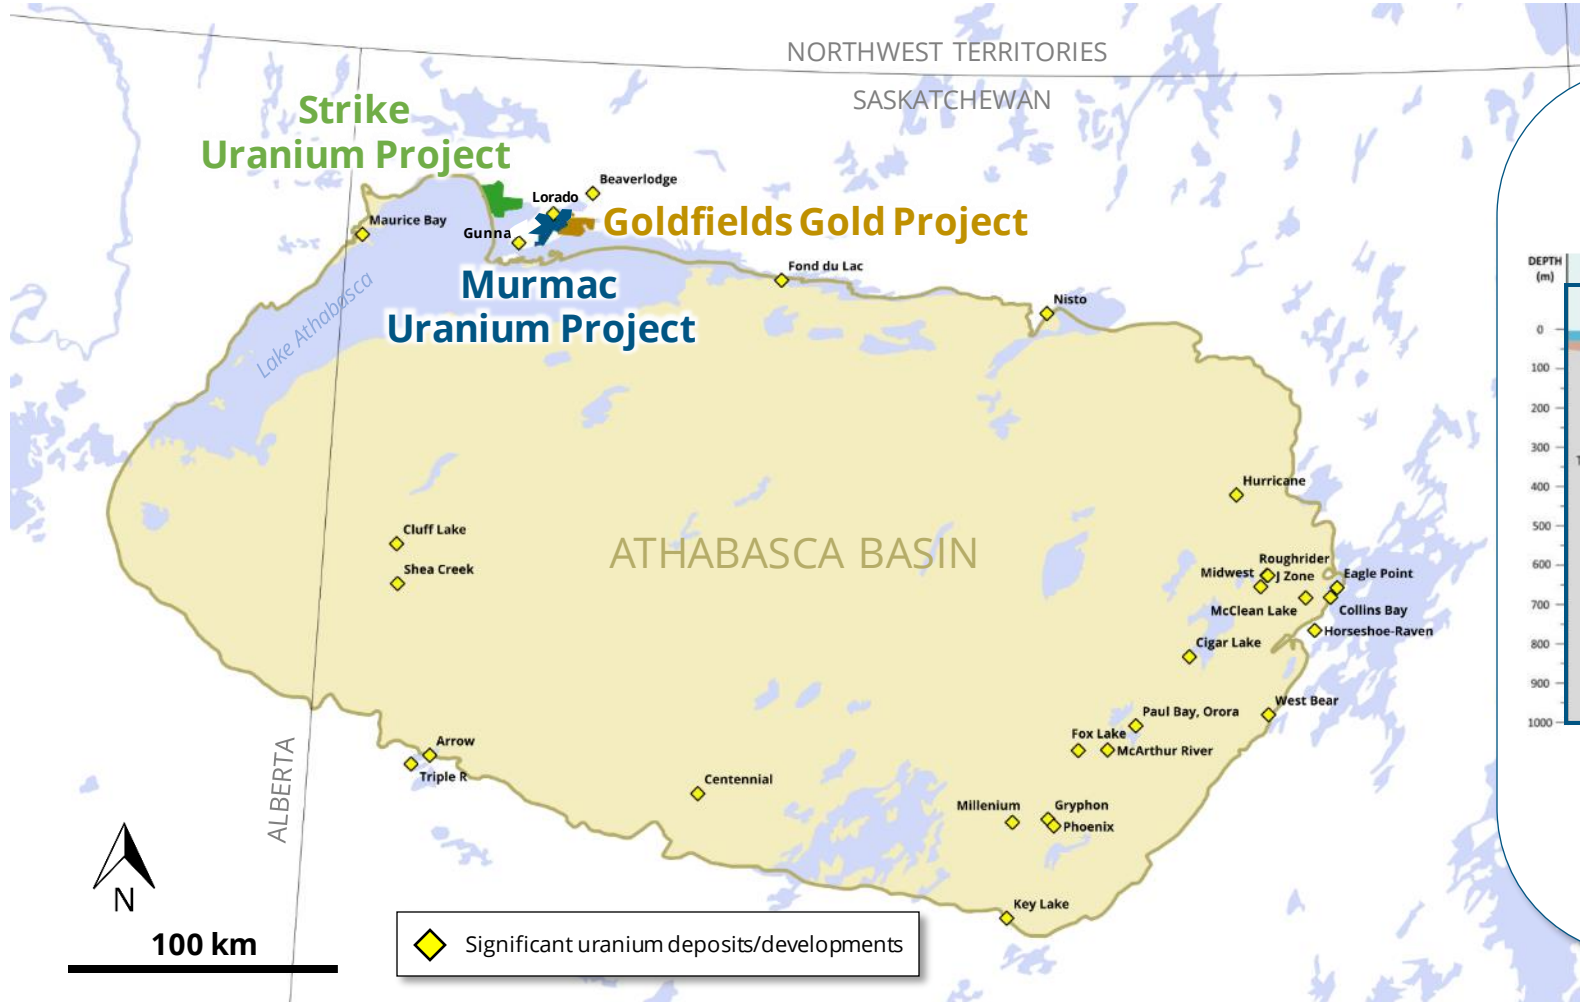 NORTHWEST TERRITORIES
SASKATCHEWAN
Strike
Uranium Project
Beaverlodge
Lorado
Maurice Bay
Gunna
Goldfields Gold Project
Murmac
Uranium Project
Fond du Lac
Nisto
Lake Athabasca
DEPTH
(m)
0
100
200
300
400
500
600
700
800
900
1000
Hurricane
Cluff Lake
Shea Creek
ATHABASCA BASIN
Roughrider
Midwest
J Zone
Eagle Point
McClean Lake
Collins Bay
Horseshoe-Raven
Cigar Lake
West Bear
Paul Bay, Orora
Fox Lake
McArthur River
Arrow
Triple R
ALBERTA
Centennial
Millenium
Gryphon
Phoenix
Key Lake
N
100 km
Significant uranium deposits/developments